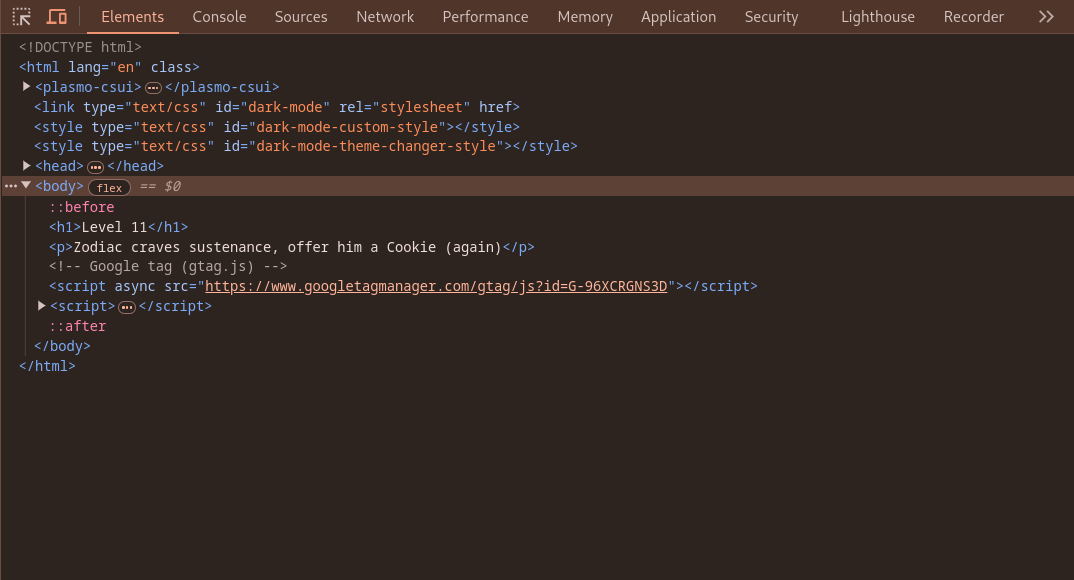 Elements Console Sources Network Performance Memory Application Security Lighthouse Recorder
<!DOCTYPE html>
<html lang="en" class>
<plasmo-csui>…</plasmo-csui>
<link type="text/css" id="dark-mode" rel="stylesheet" href>
<style type="text/css" id="dark-mode-custom-style"></style>
<style type="text/css" id="dark-mode-theme-changer-style"></style>
<head>…</head>
<body> flex == $0
::before
<h1>Level 11</h1>
<p>Zodiac craves sustenance, offer him a Cookie (again)</p>
<!-- Google tag (gtag.js) -->
<script async src="https://www.googletagmanager.com/gtag/js?id=G-96XCRGNS3D"></script>
<script>…</script>
::after
</body>
</html>